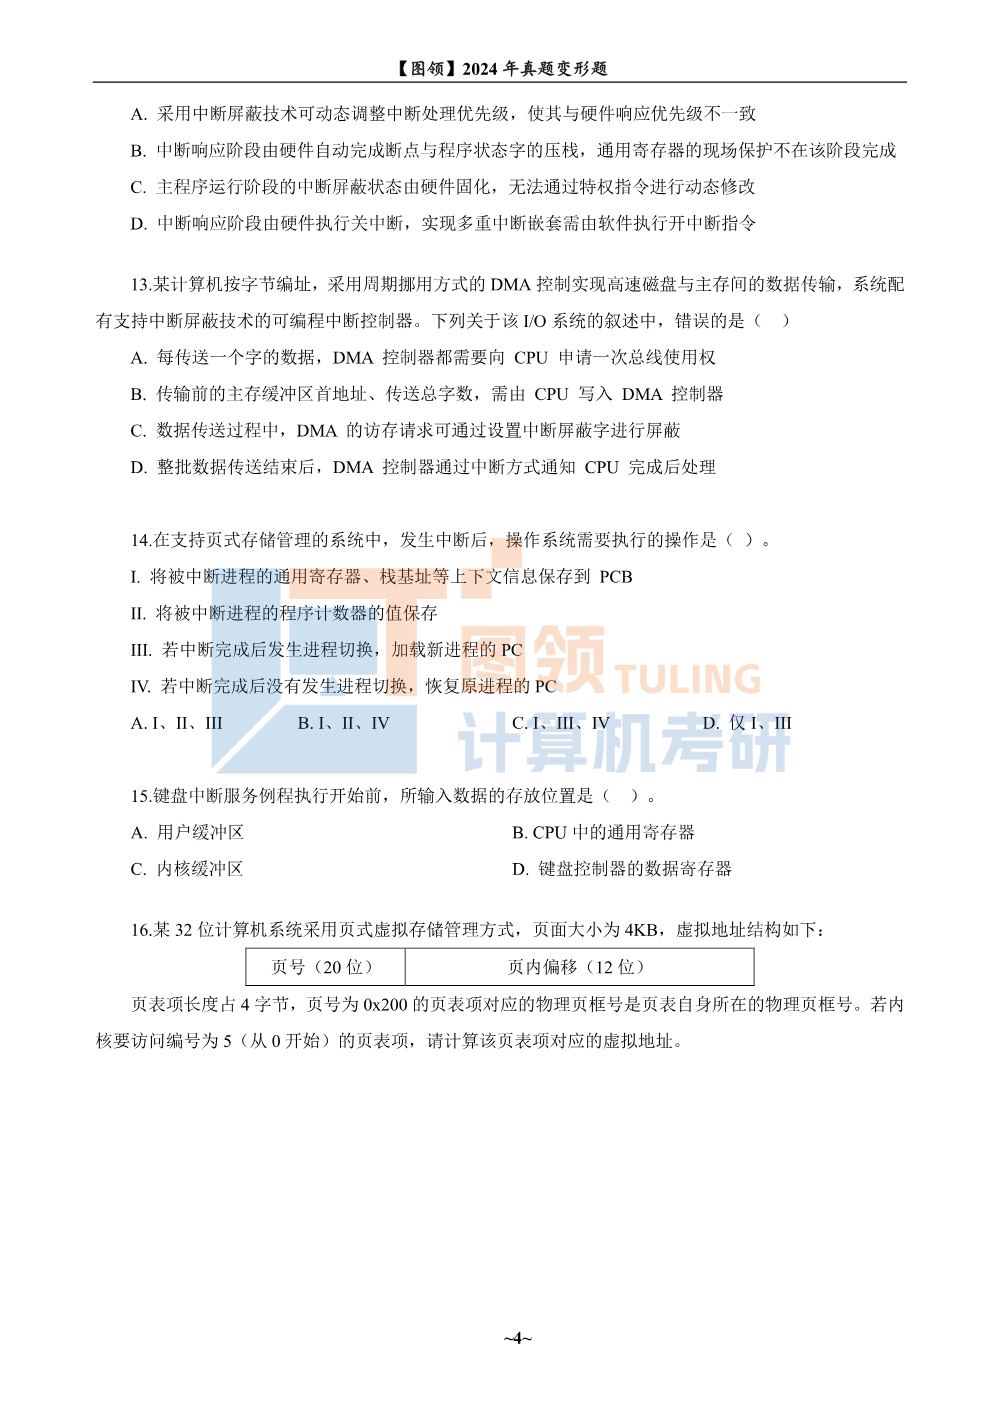 【图领】2024 年真题变形题
A. 采用中断屏蔽技术可动态调整中断处理优先级，使其与硬件响应优先级不一致
B. 中断响应阶段由硬件自动完成断点与程序状态字的压栈，通用寄存器的现场保护不在该阶段完成
C. 主程序运行阶段的中断屏蔽状态由硬件固化，无法通过特权指令进行动态修改
D. 中断响应阶段由硬件执行关中断，实现多重中断嵌套需由软件执行开中断指令
13.某计算机按字节编址，采用周期挪用方式的 DMA 控制实现高速磁盘与主存间的数据传输，系统配
有支持中断屏蔽技术的可编程中断控制器。下列关于该 I/O 系统的叙述中，错误的是（ ）
A. 每传送一个字的数据，DMA 控制器都需要向 CPU 申请一次总线使用权
B. 传输前的主存缓冲区首地址、传送总字数，需由 CPU 写入 DMA 控制器
C. 数据传送过程中，DMA 的访存请求可通过设置中断屏蔽字进行屏蔽
D. 整批数据传送结束后，DMA 控制器通过中断方式通知 CPU 完成后处理
14.在支持页式存储管理的系统中，发生中断后，操作系统需要执行的操作是（ ）。
I. 将被中断进程的通用寄存器、栈基址等上下文信息保存到 PCB
II. 将被中断进程的程序计数器的值保存
III. 若中断完成后发生进程切换，加载新进程的 PC
IV. 若中断完成后没有发生进程切换，恢复原进程的 PC
A. I、II、III B. I、II、IV C. I、III、IV D. 仅 I、III
图领 TULING
计算机考研
15.键盘中断服务例程执行开始前，所输入数据的存放位置是（ ）。
A. 用户缓冲区 B. CPU 中的通用寄存器
C. 内核缓冲区 D. 键盘控制器的数据寄存器
16.某 32 位计算机系统采用页式虚拟存储管理方式，页面大小为 4KB，虚拟地址结构如下：
页号（20 位） 页内偏移（12 位）
页表项长度占 4 字节，页号为 0x200 的页表项对应的物理页框号是页表自身所在的物理页框号。若内
核要访问编号为 5（从 0 开始）的页表项，请计算该页表项对应的虚拟地址。
~4~